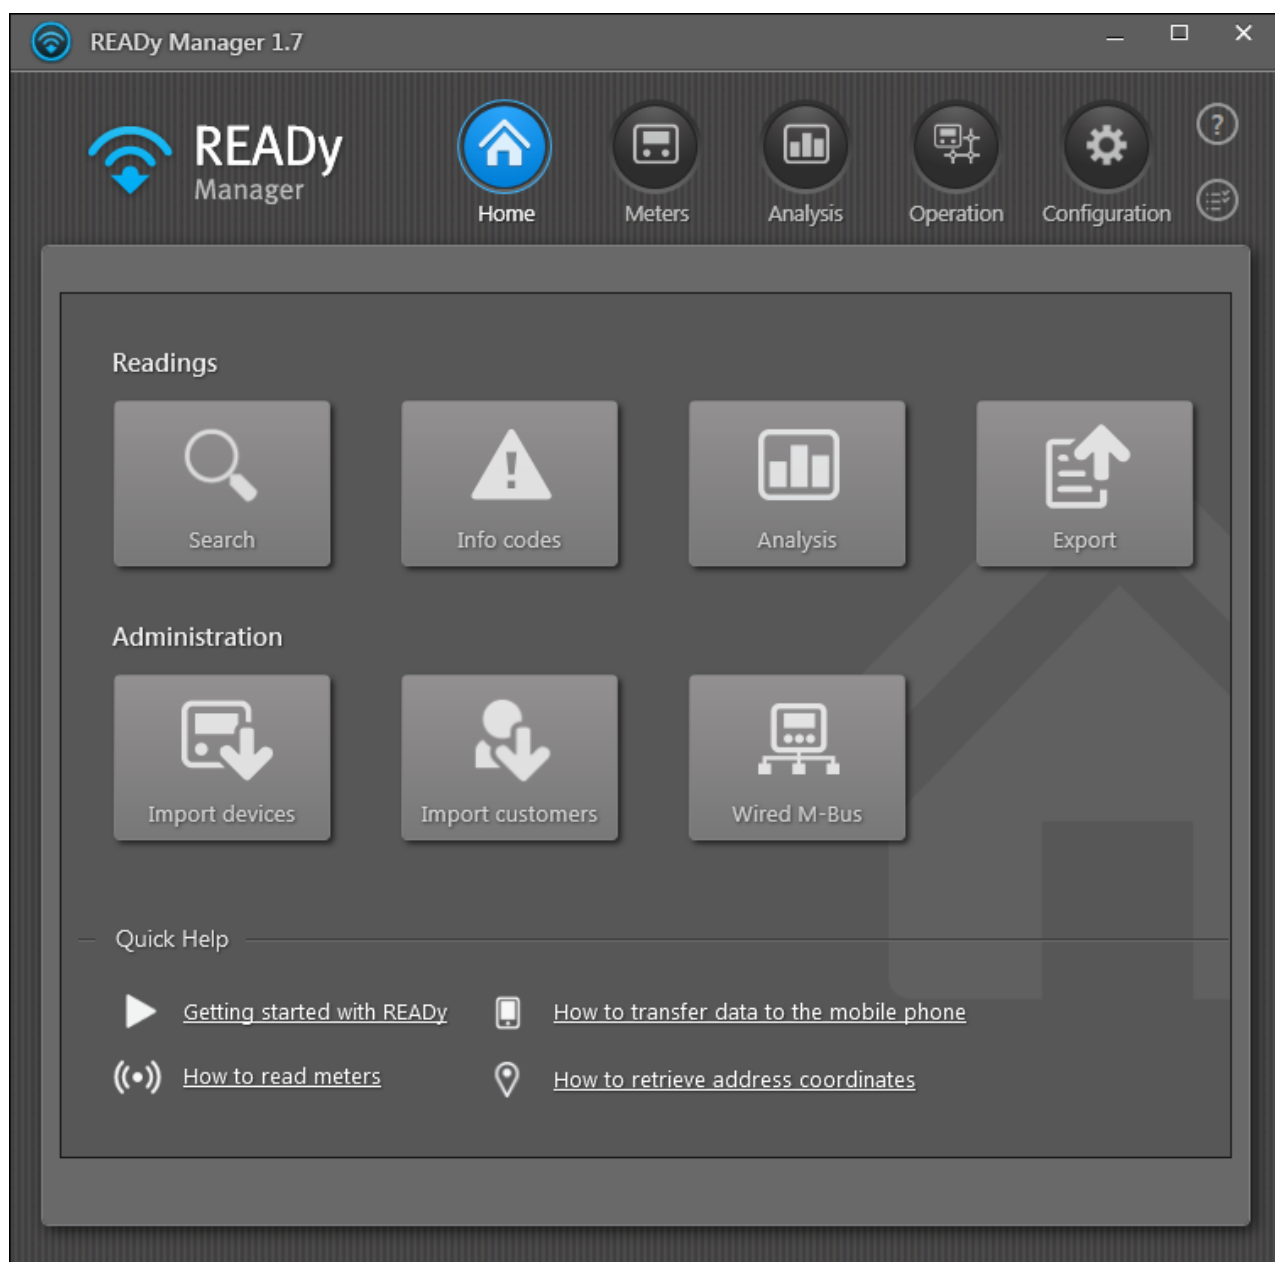 READy Manager 1.7
READy
Manager
Home
Meters
Analysis
Operation
Configuration
?
Readings
Search
Info codes
Analysis
Export
Administration
Import devices
Import customers
Wired M-Bus
Quick Help
Getting started with READy
How to transfer data to the mobile phone
How to read meters
How to retrieve address coordinates